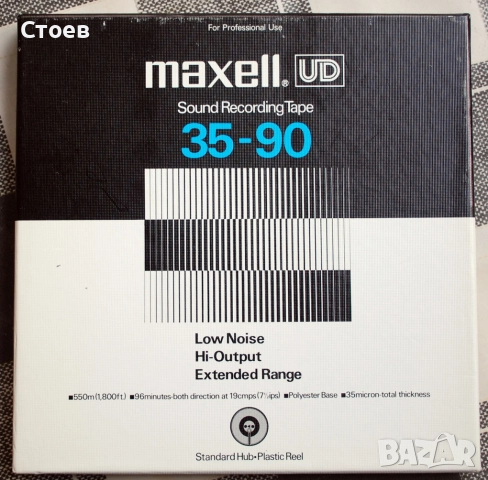 Стоев
For Professional Use
maxell® UD
Sound Recording Tape
35-90
Low Noise
Hi-Output
Extended Range
■550m(1,800ft.) ■96minutes-both direction at 19cmps(7½ips) ■Polyester Base ■35micron-total thickness
Standard Hub•Plastic Reel
BAZAR
bg